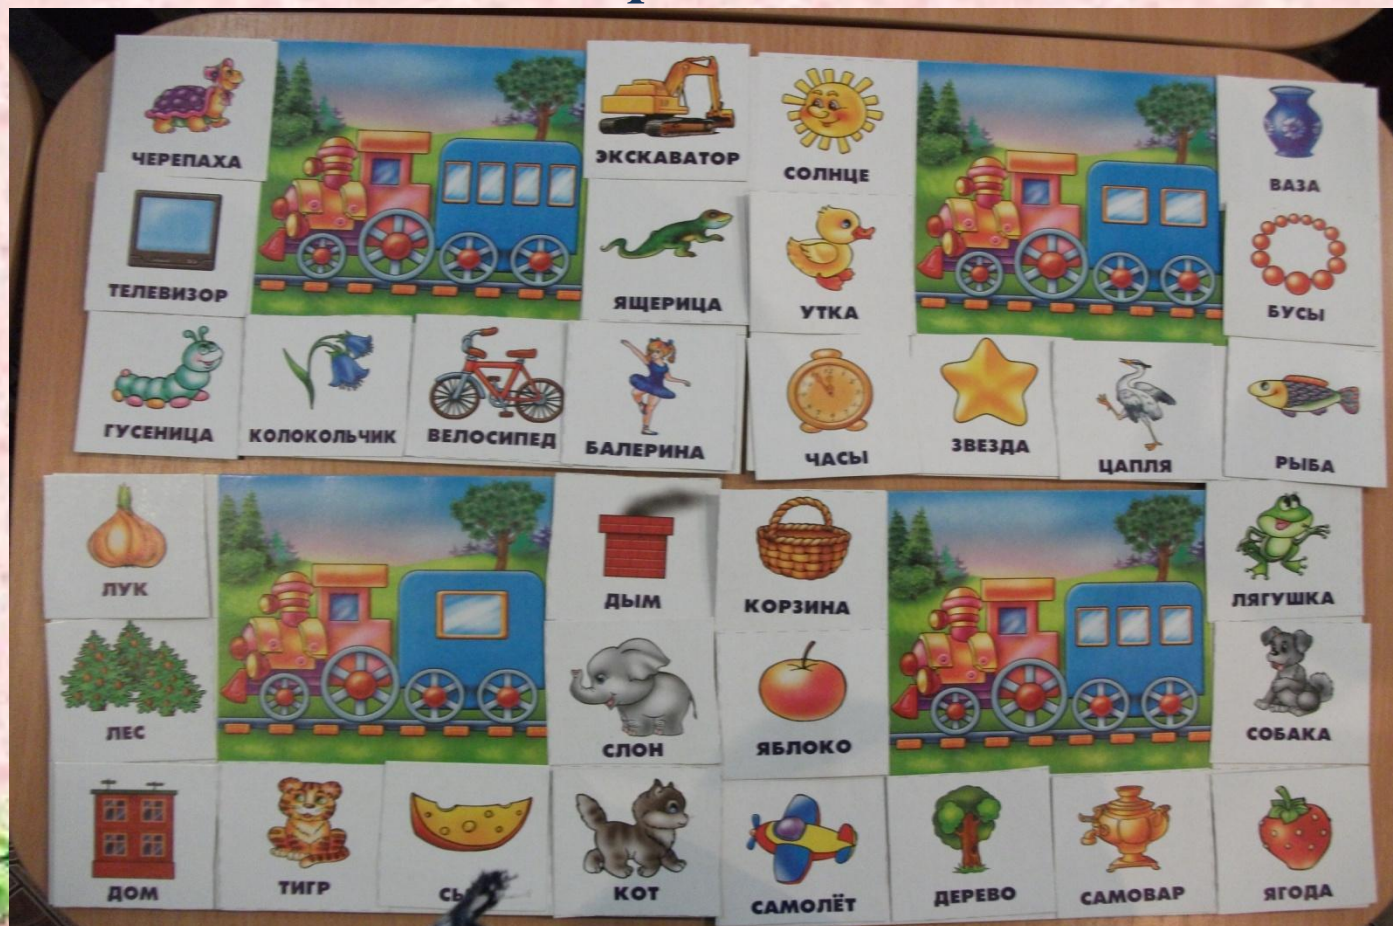 ЧЕРЕПАХА
ЭКСКАВАТОР
СОЛНЦЕ
ВАЗА
ТЕЛЕВИЗОР
ЯЩЕРИЦА
УТКА
БУСЫ
ГУСЕНИЦА
КОЛОКОЛЬЧИК
ВЕЛОСИПЕД
БАЛЕРИНА
ЧАСЫ
ЗВЕЗДА
ЦАПЛЯ
РЫБА
ЛУК
ДЫМ
КОРЗИНА
ЛЯГУШКА
ЛЕС
СЛОН
ЯБЛОКО
СОБАКА
ДОМ
ТИГР
КОТ
САМОЛЁТ
ДЕРЕВО
САМОВАР
ЯГОДА